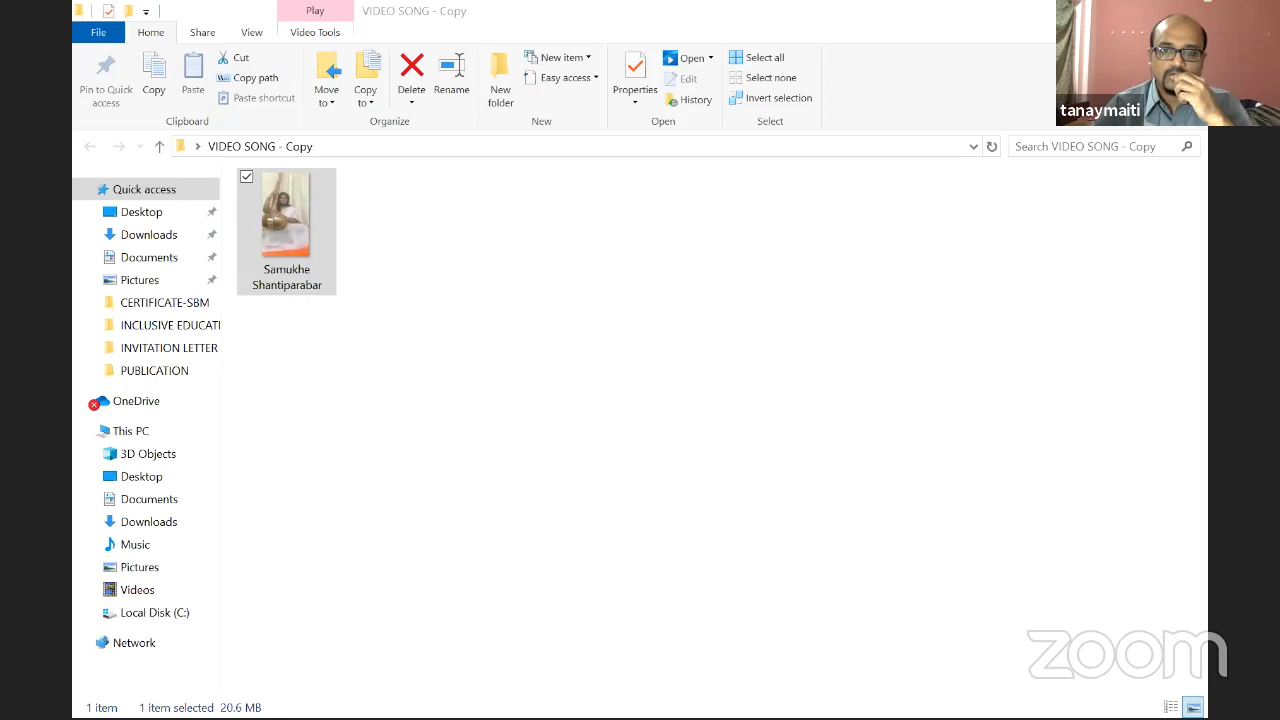 Play
VIDEO SONG - Copy
File
Home
Share
View
Video Tools
Pin to Quick
access
Copy
Paste
Cut
Copy path
Paste shortcut
Clipboard
Move
to
Copy
to
Delete
Rename
Organize
New
folder
New item
Easy access
New
Properties
Open
Edit
History
Open
Select all
Select none
Invert selection
Select
tanaymaiti
VIDEO SONG - Copy
Search VIDEO SONG - Copy
Quick access
Desktop
Downloads
Documents
Pictures
CERTIFICATE-SBM
INCLUSIVE EDUCATI
INVITATION LETTER
PUBLICATION
OneDrive
This PC
3D Objects
Desktop
Documents
Downloads
Music
Pictures
Videos
Local Disk (C:)
Network
Samukhe
Shantiparabar
zoom
1 item
1 item selected 20.6 MB